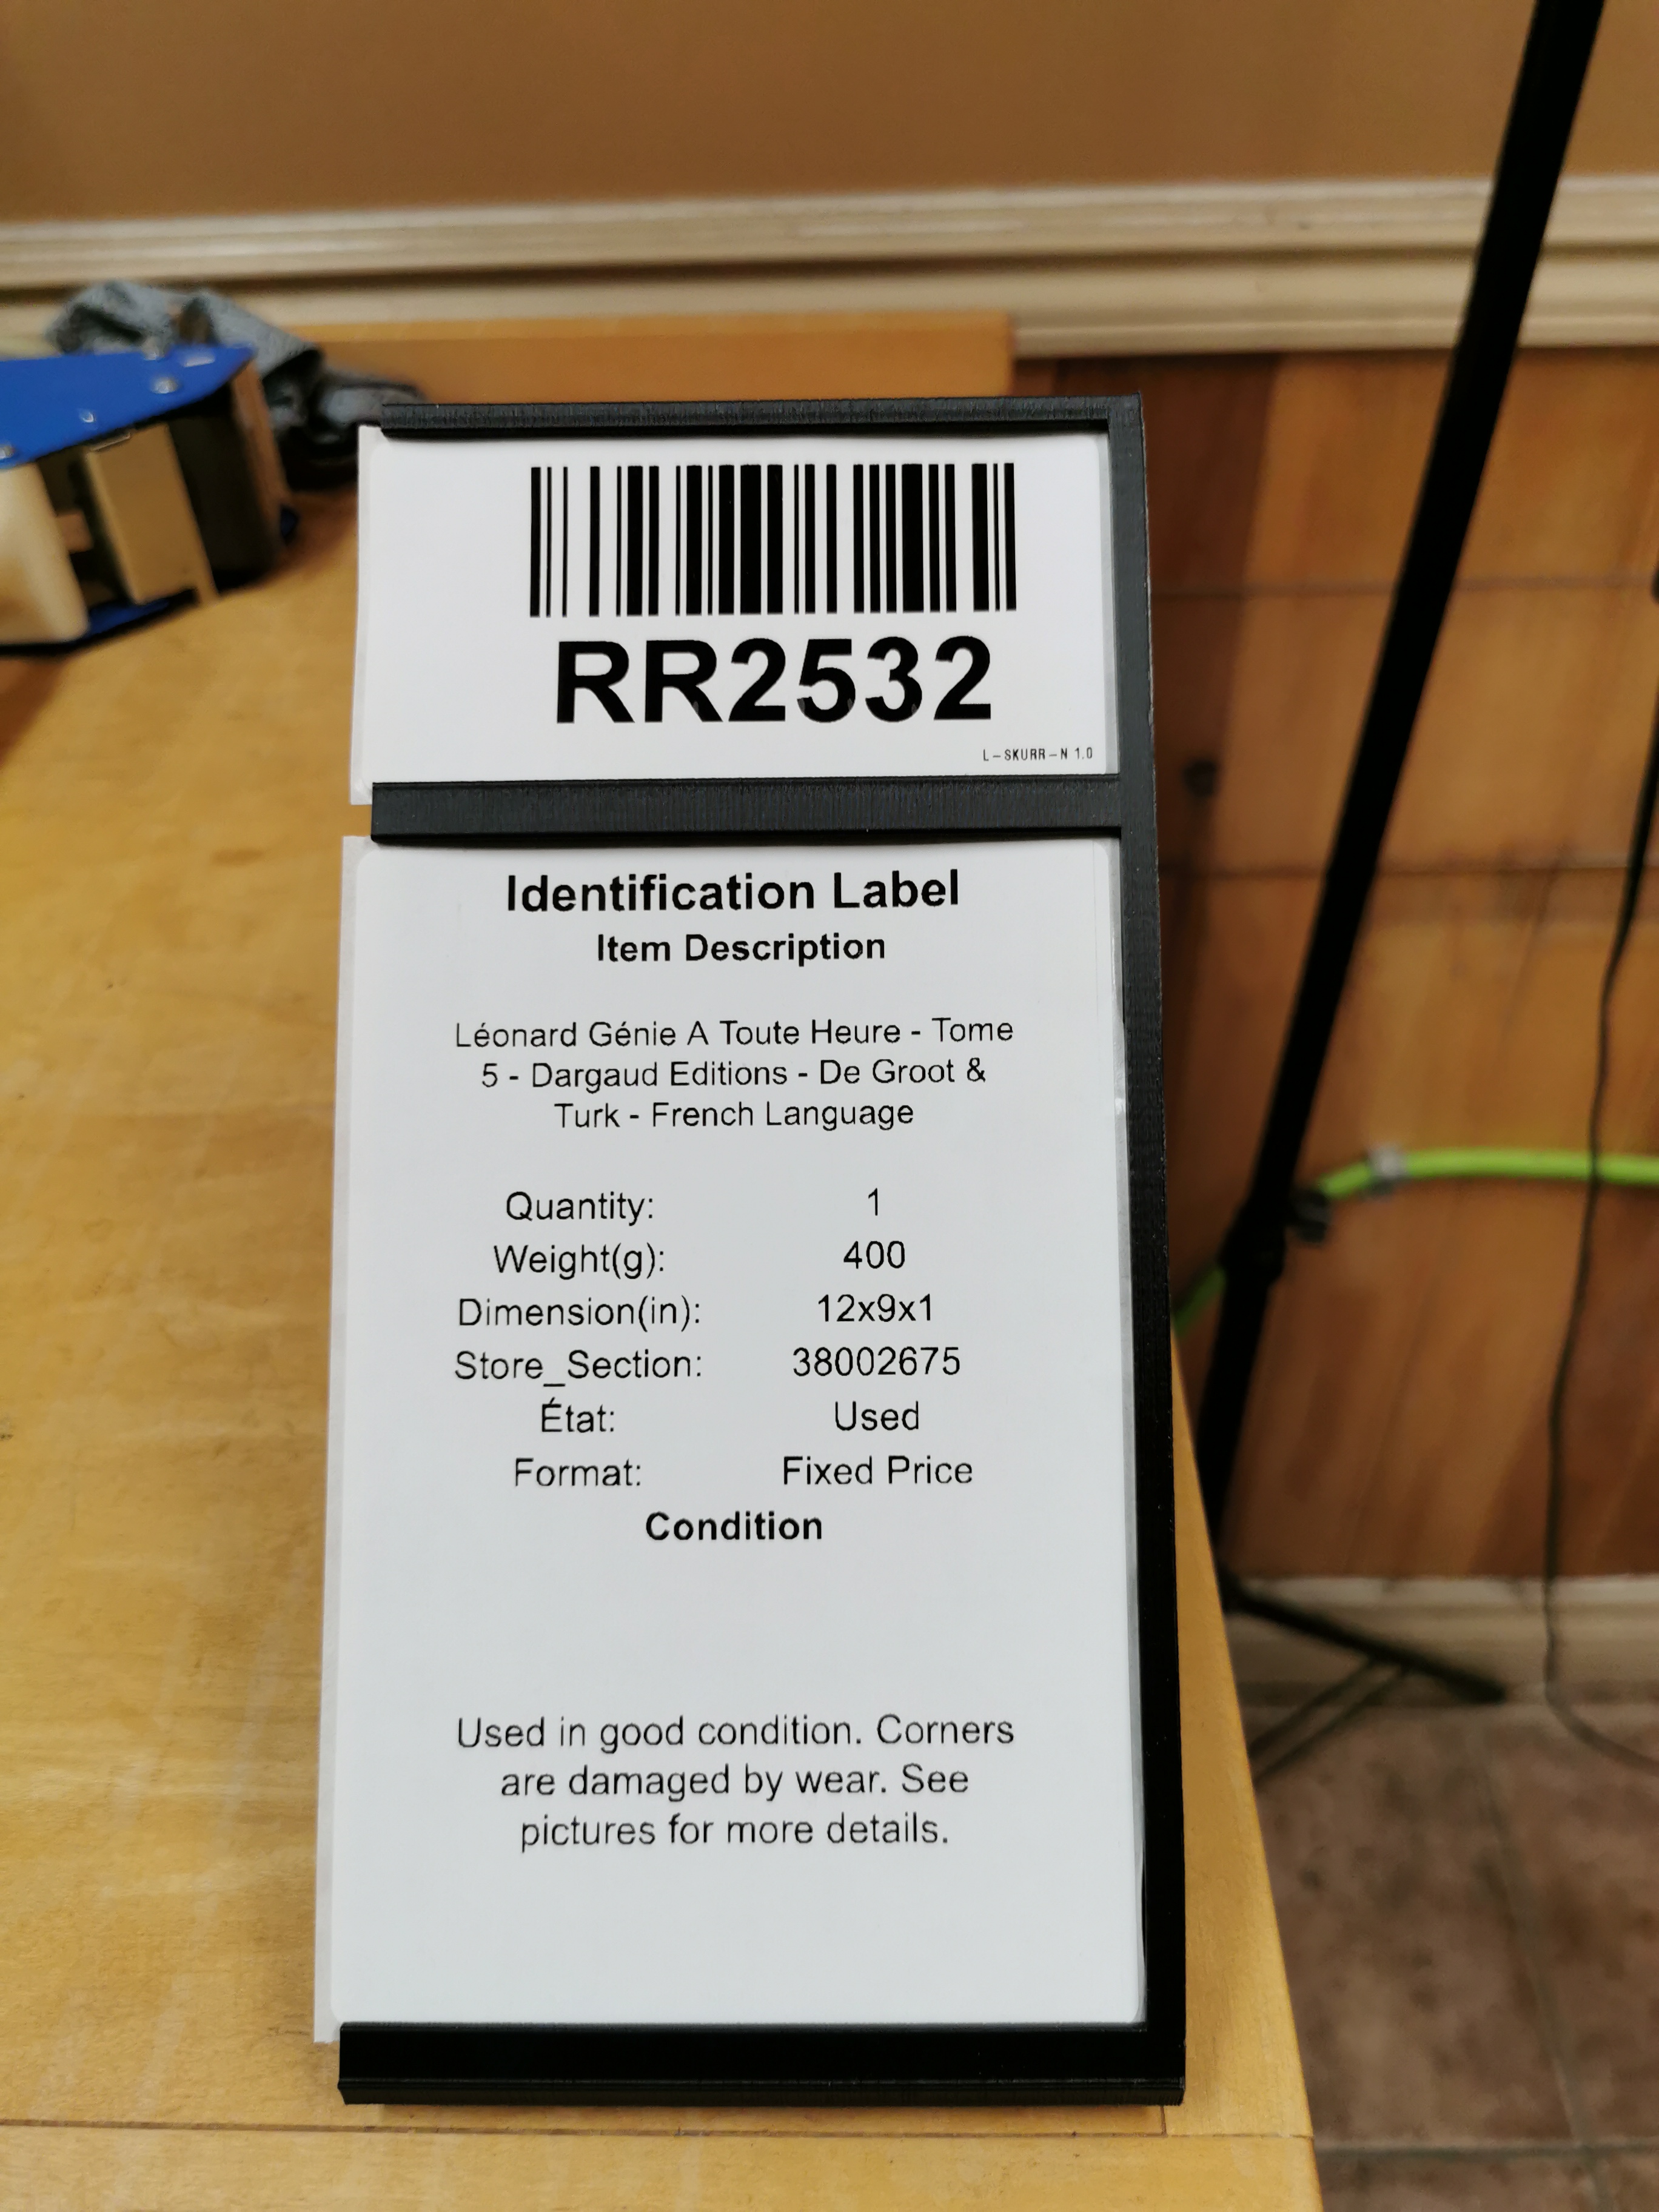 RR2532
L-SKURR-N 1.0
Identification Label
Item Description
Léonard Génie A Toute Heure - Tome
5 - Dargaud Editions - De Groot &
Turk - French Language
Quantity: 1
Weight(g): 400
Dimension(in): 12x9x1
Store_Section: 38002675
État: Used
Format: Fixed Price
Condition
Used in good condition. Corners
are damaged by wear. See
pictures for more details.